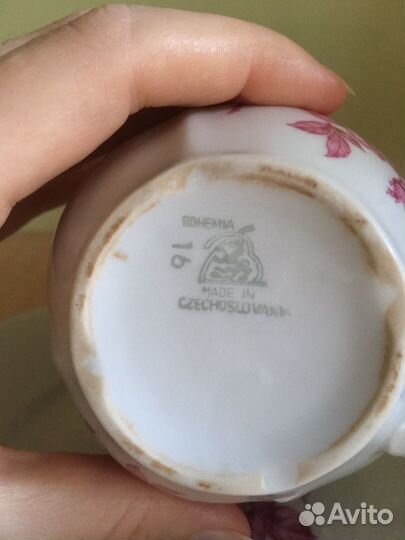 BOHEMIA
16
MADE IN
CZECHOSLOVAKIA
Avito